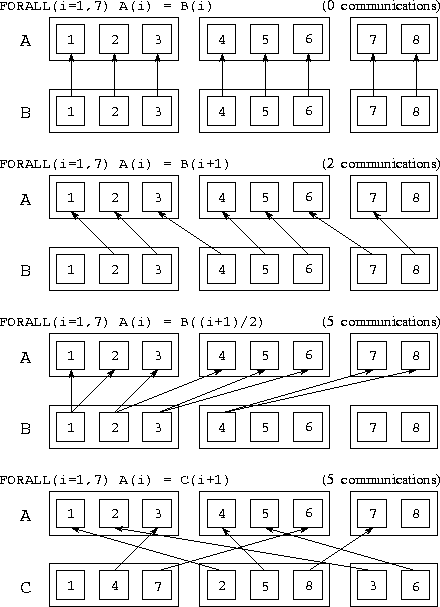 FORALL(i=1,7) A(i) = B(i) (0 communications)
A 1 2 3 4 5 6 7 8
B 1 2 3 4 5 6 7 8
FORALL(i=1,7) A(i) = B(i+1) (2 communications)
A 1 2 3 4 5 6 7 8
B 1 2 3 4 5 6 7 8
FORALL(i=1,7) A(i) = B((i+1)/2) (5 communications)
A 1 2 3 4 5 6 7 8
B 1 2 3 4 5 6 7 8
FORALL(i=1,7) A(i) = C(i+1) (5 communications)
A 1 2 3 4 5 6 7 8
C 1 4 7 2 5 8 3 6